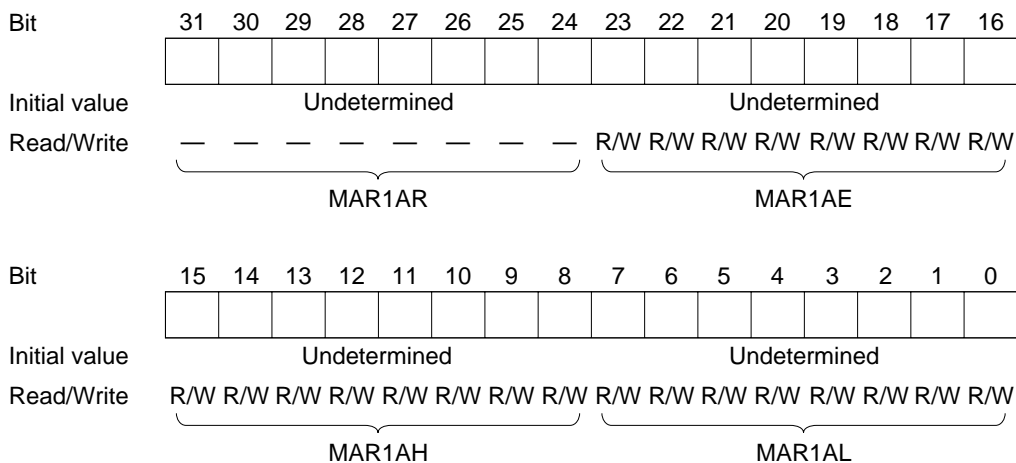 Bit 31 30 29 28 27 26 25 24 23 22 21 20 19 18 17 16
Initial value Undetermined Undetermined
Read/Write — — — — — — — — R/W R/W R/W R/W R/W R/W R/W R/W
MAR1AR MAR1AE
Bit 15 14 13 12 11 10 9 8 7 6 5 4 3 2 1 0
Initial value Undetermined Undetermined
Read/Write R/W R/W R/W R/W R/W R/W R/W R/W R/W R/W R/W R/W R/W R/W R/W R/W
MAR1AH MAR1AL